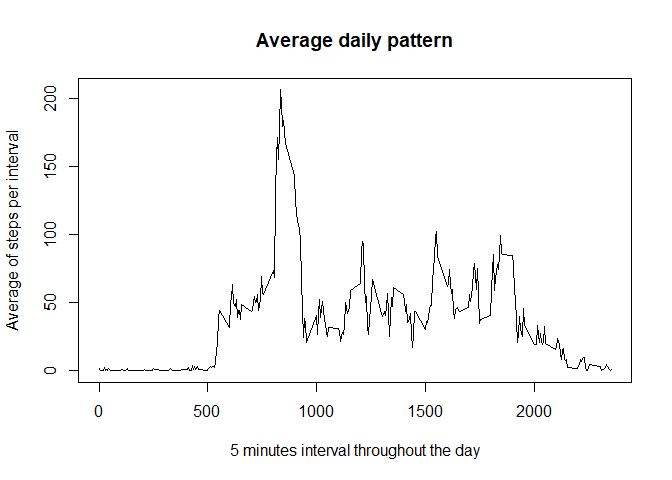 Average daily pattern
Average of steps per interval
200
150
100
50
0
0 500 1000 1500 2000
5 minutes interval throughout the day